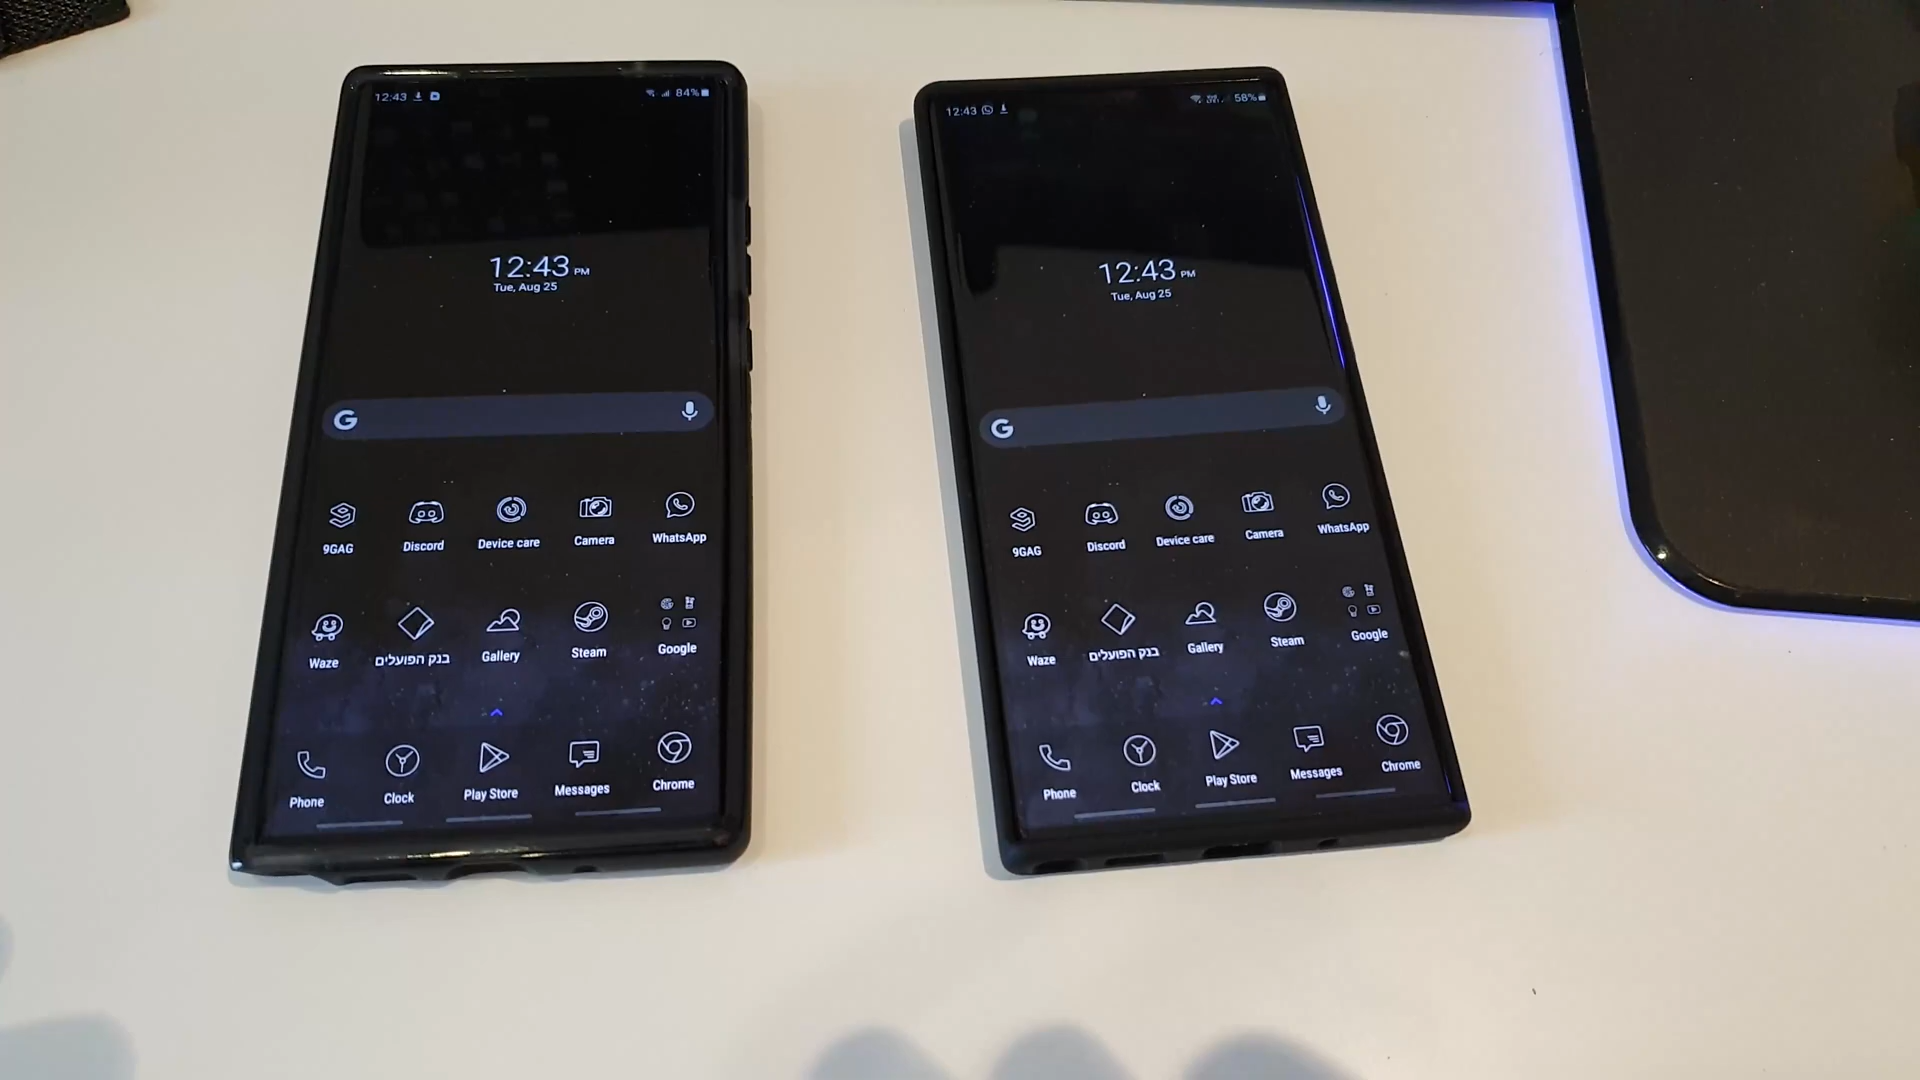 12:43
84%
12:43 PM
Tue, Aug 25
G
9GAG
Discord
Device care
Camera
WhatsApp
Waze
בנק הפועלים
Gallery
Steam
Google
Phone
Clock
Play Store
Messages
Chrome
12:43
58%
12:43 PM
Tue, Aug 25
G
9GAG
Discord
Device care
Camera
WhatsApp
Waze
בנק הפועלים
Gallery
Steam
Google
Phone
Clock
Play Store
Messages
Chrome